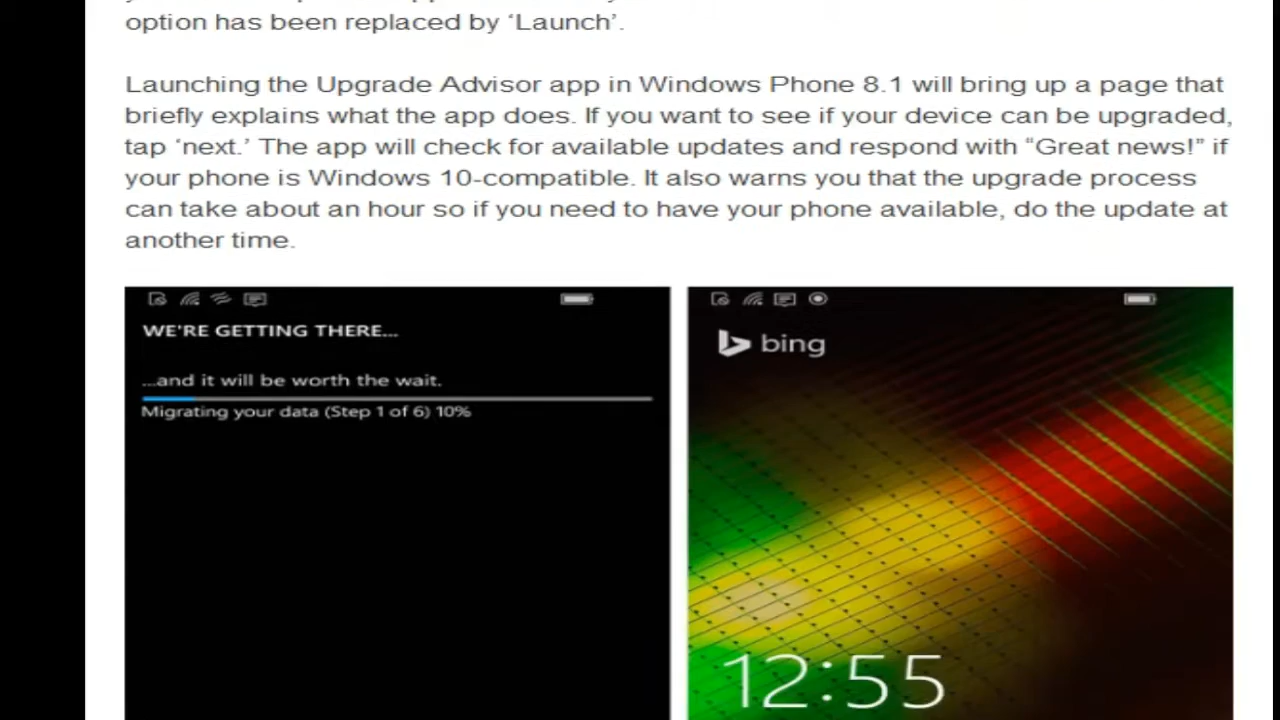 option has been replaced by ‘Launch’.
Launching the Upgrade Advisor app in Windows Phone 8.1 will bring up a page that
briefly explains what the app does. If you want to see if your device can be upgraded,
tap ‘next.’ The app will check for available updates and respond with “Great news!” if
your phone is Windows 10-compatible. It also warns you that the upgrade process
can take about an hour so if you need to have your phone available, do the update at
another time.
WE'RE GETTING THERE...
...and it will be worth the wait.
Migrating your data (Step 1 of 6) 10%
bing
12:55